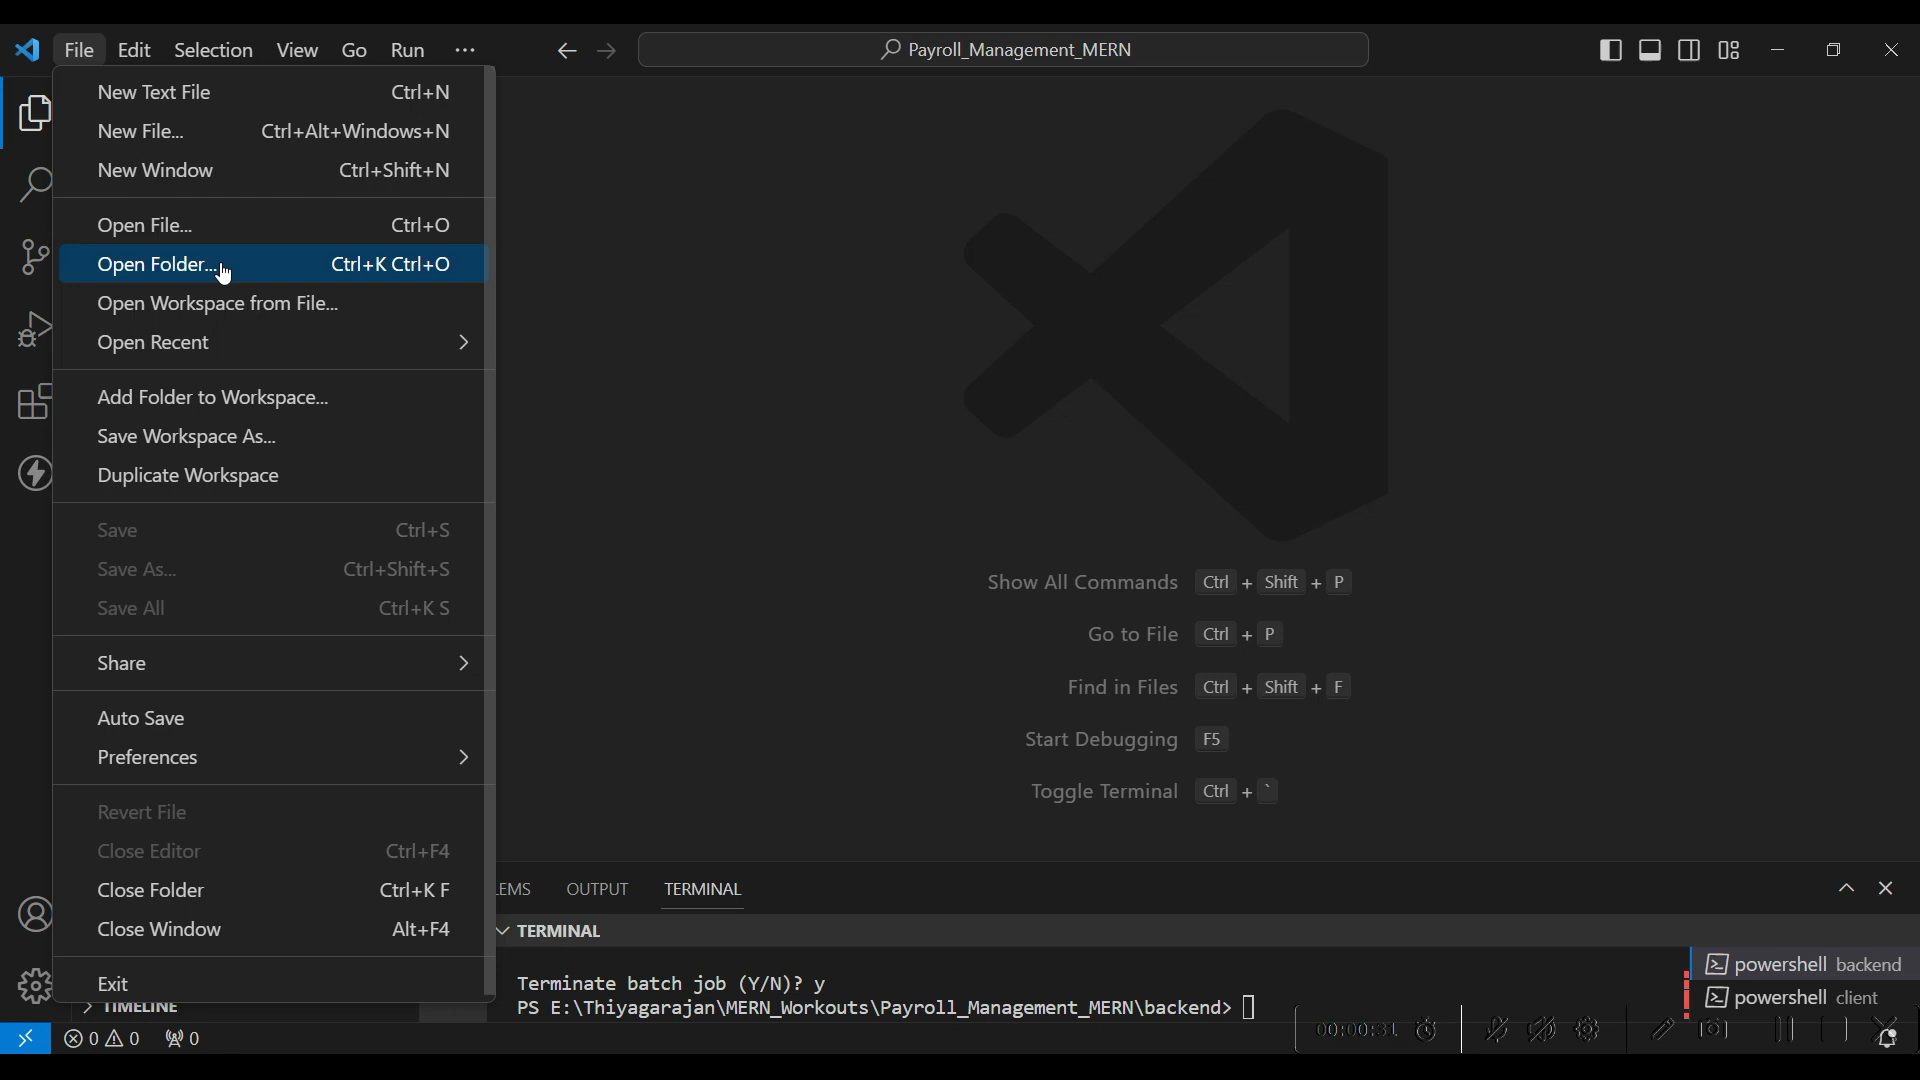 File Edit Selection View Go Run ···
Payroll_Management_MERN
New Text File Ctrl+N
New File... Ctrl+Alt+Windows+N
New Window Ctrl+Shift+N
Open File... Ctrl+O
Open Folder... Ctrl+K Ctrl+O
Open Workspace from File...
Open Recent
Add Folder to Workspace...
Save Workspace As...
Duplicate Workspace
Save Ctrl+S
Save As... Ctrl+Shift+S
Save All Ctrl+K S
Share
Auto Save
Preferences
Revert File
Close Editor Ctrl+F4
Close Folder Ctrl+K F
Close Window Alt+F4
Exit
TIMELINE
Show All Commands Ctrl + Shift + P
Go to File Ctrl + P
Find in Files Ctrl + Shift + F
Start Debugging F5
Toggle Terminal Ctrl + `
LEMS OUTPUT TERMINAL
TERMINAL
Terminate batch job (Y/N)? y
PS E:\Thiyagarajan\MERN_Workouts\Payroll_Management_MERN\backend>
powershell backend
powershell client
00:00:31
0 0 0